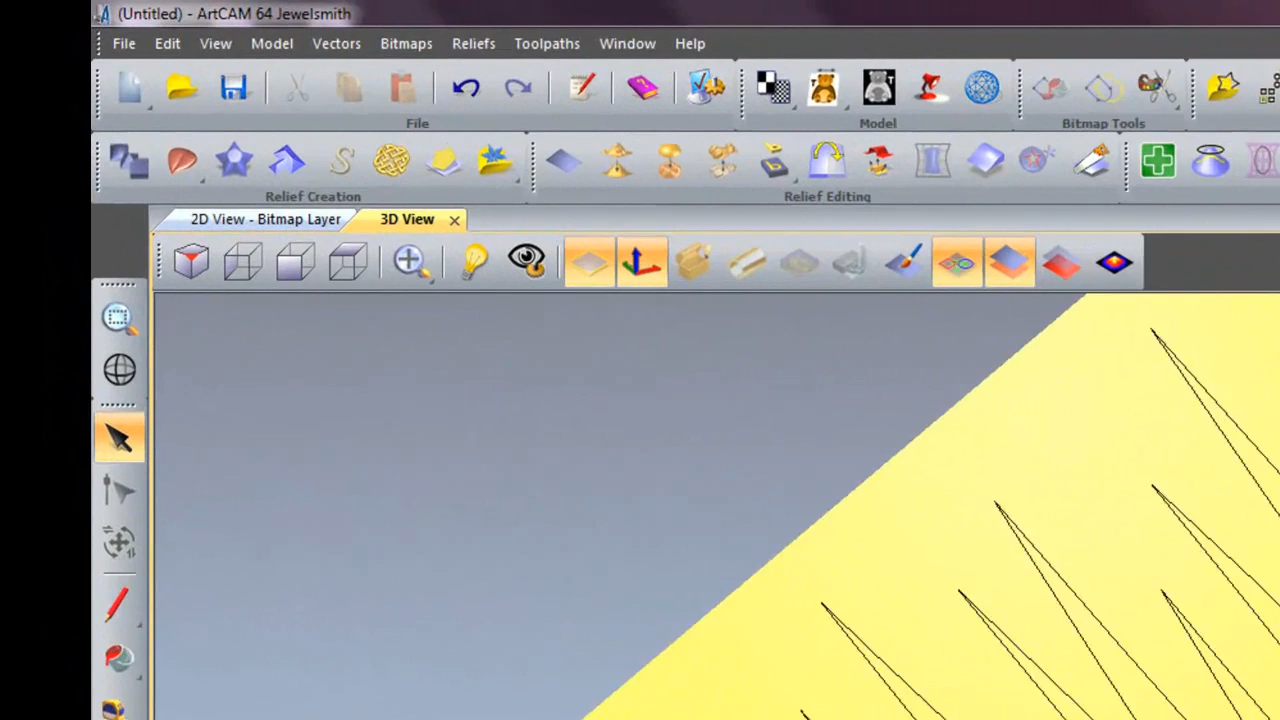 (Untitled) - ArtCAM 64 Jewelsmith
File Edit View Model Vectors Bitmaps Reliefs Toolpaths Window Help
File Model Bitmap Tools
Relief Creation Relief Editing
2D View - Bitmap Layer 3D View